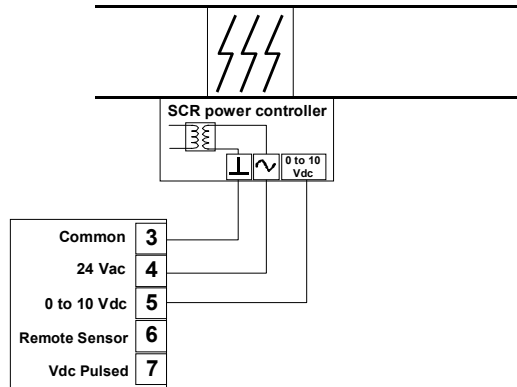 SCR power controller
0 to 10
Vdc
Common 3
24 Vac 4
0 to 10 Vdc 5
Remote Sensor 6
Vdc Pulsed 7